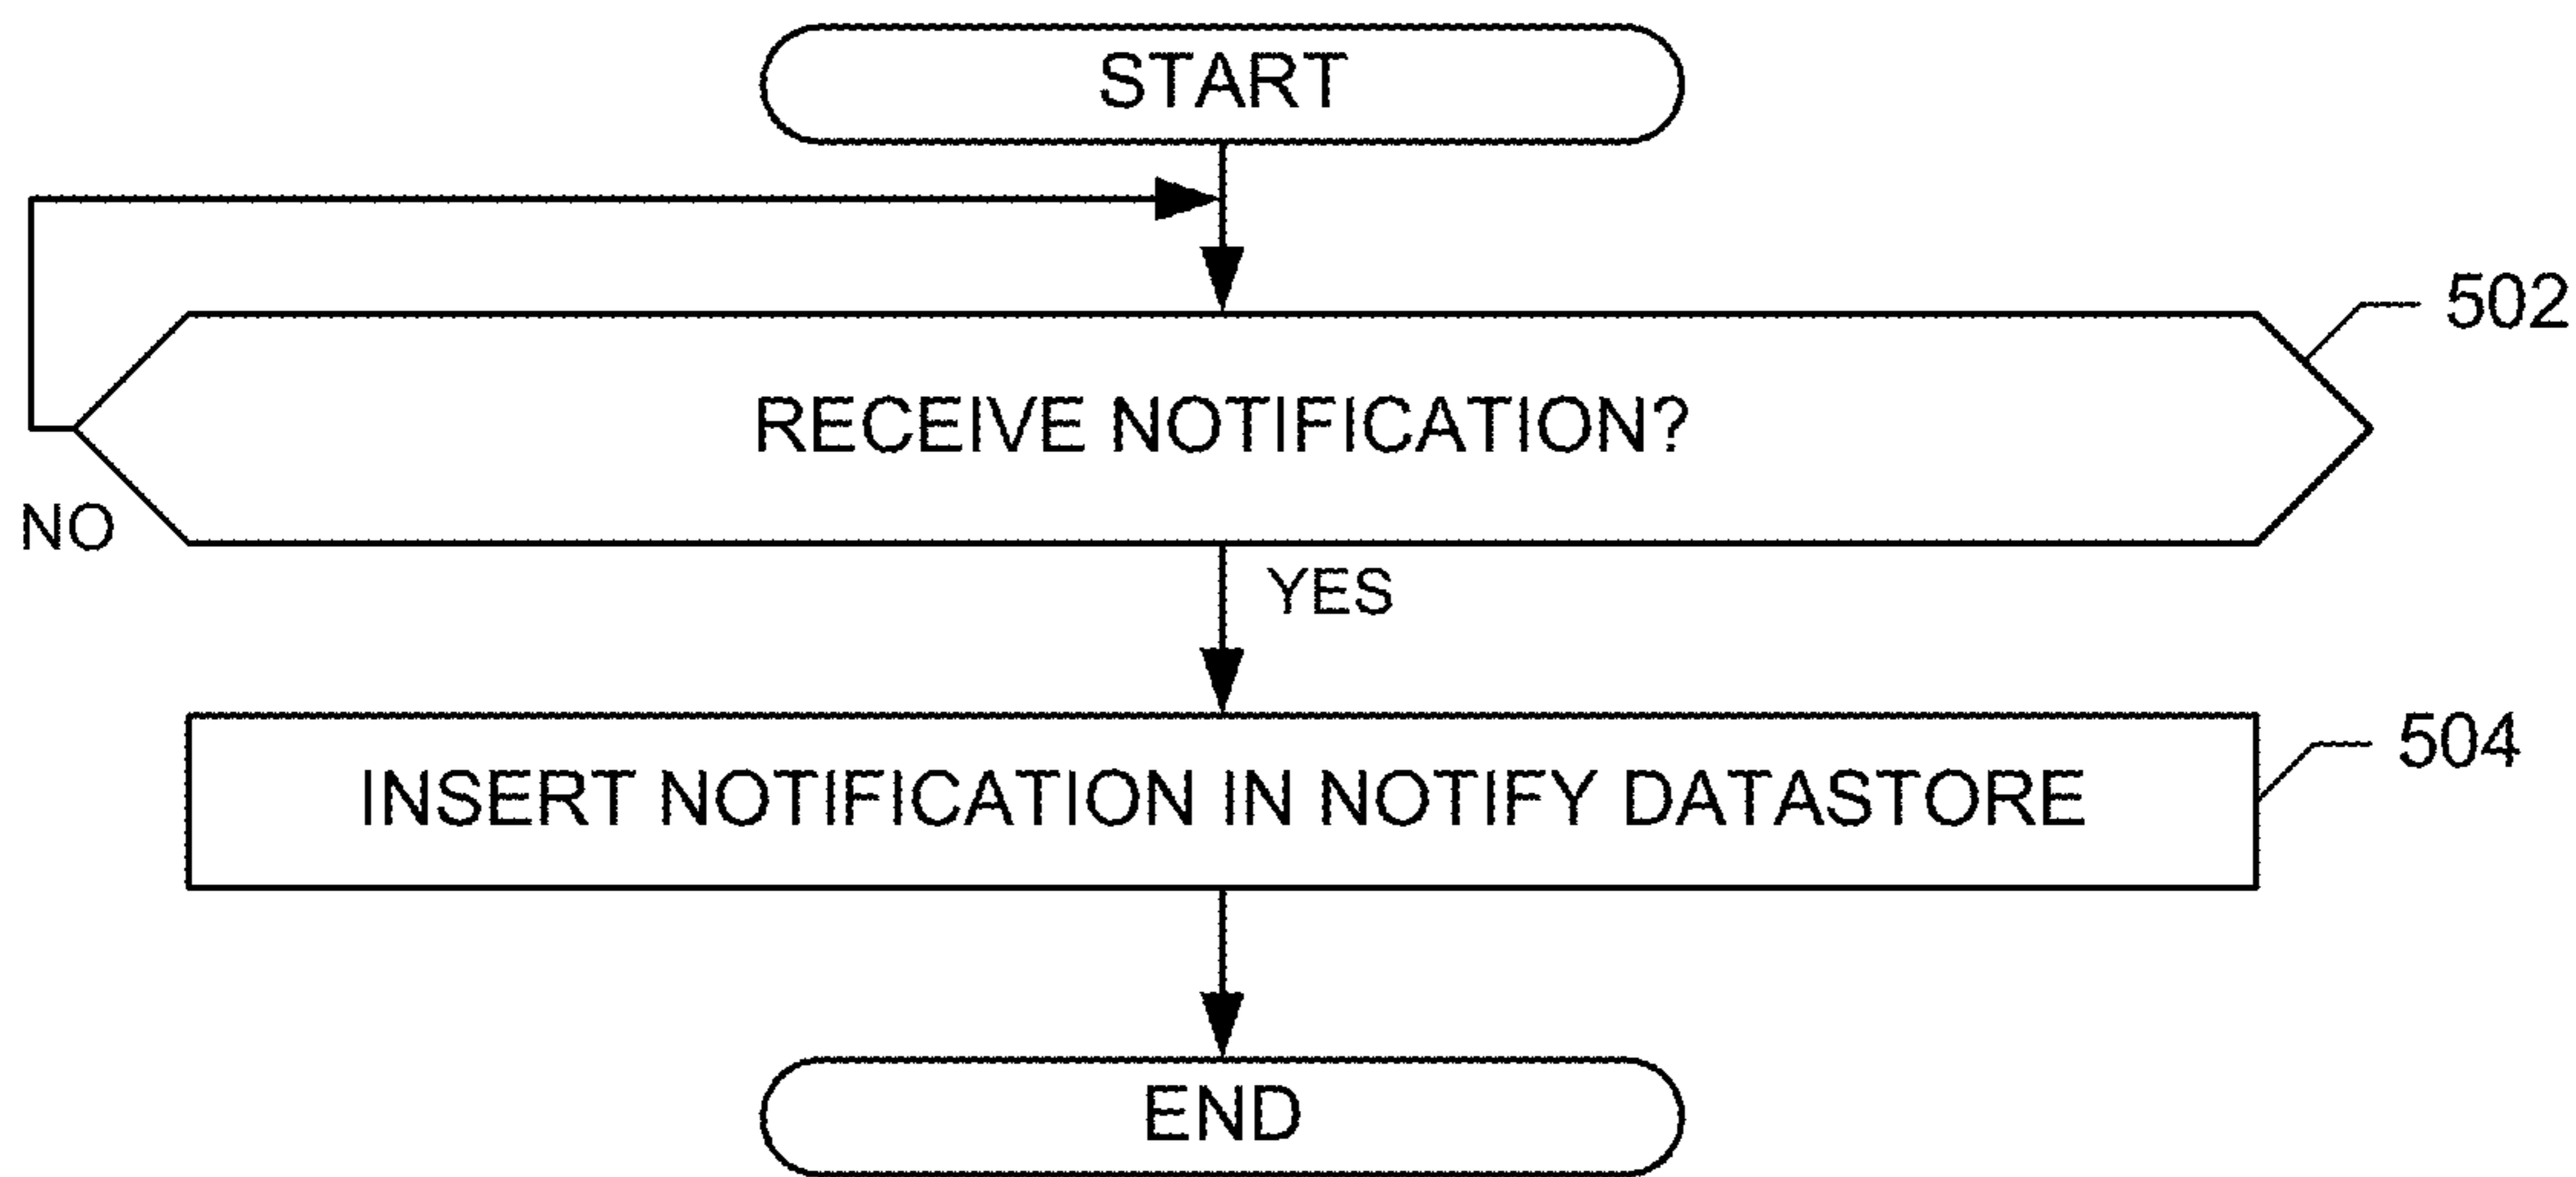 START
502
RECEIVE NOTIFICATION?
NO
YES
504
INSERT NOTIFICATION IN NOTIFY DATASTORE
END